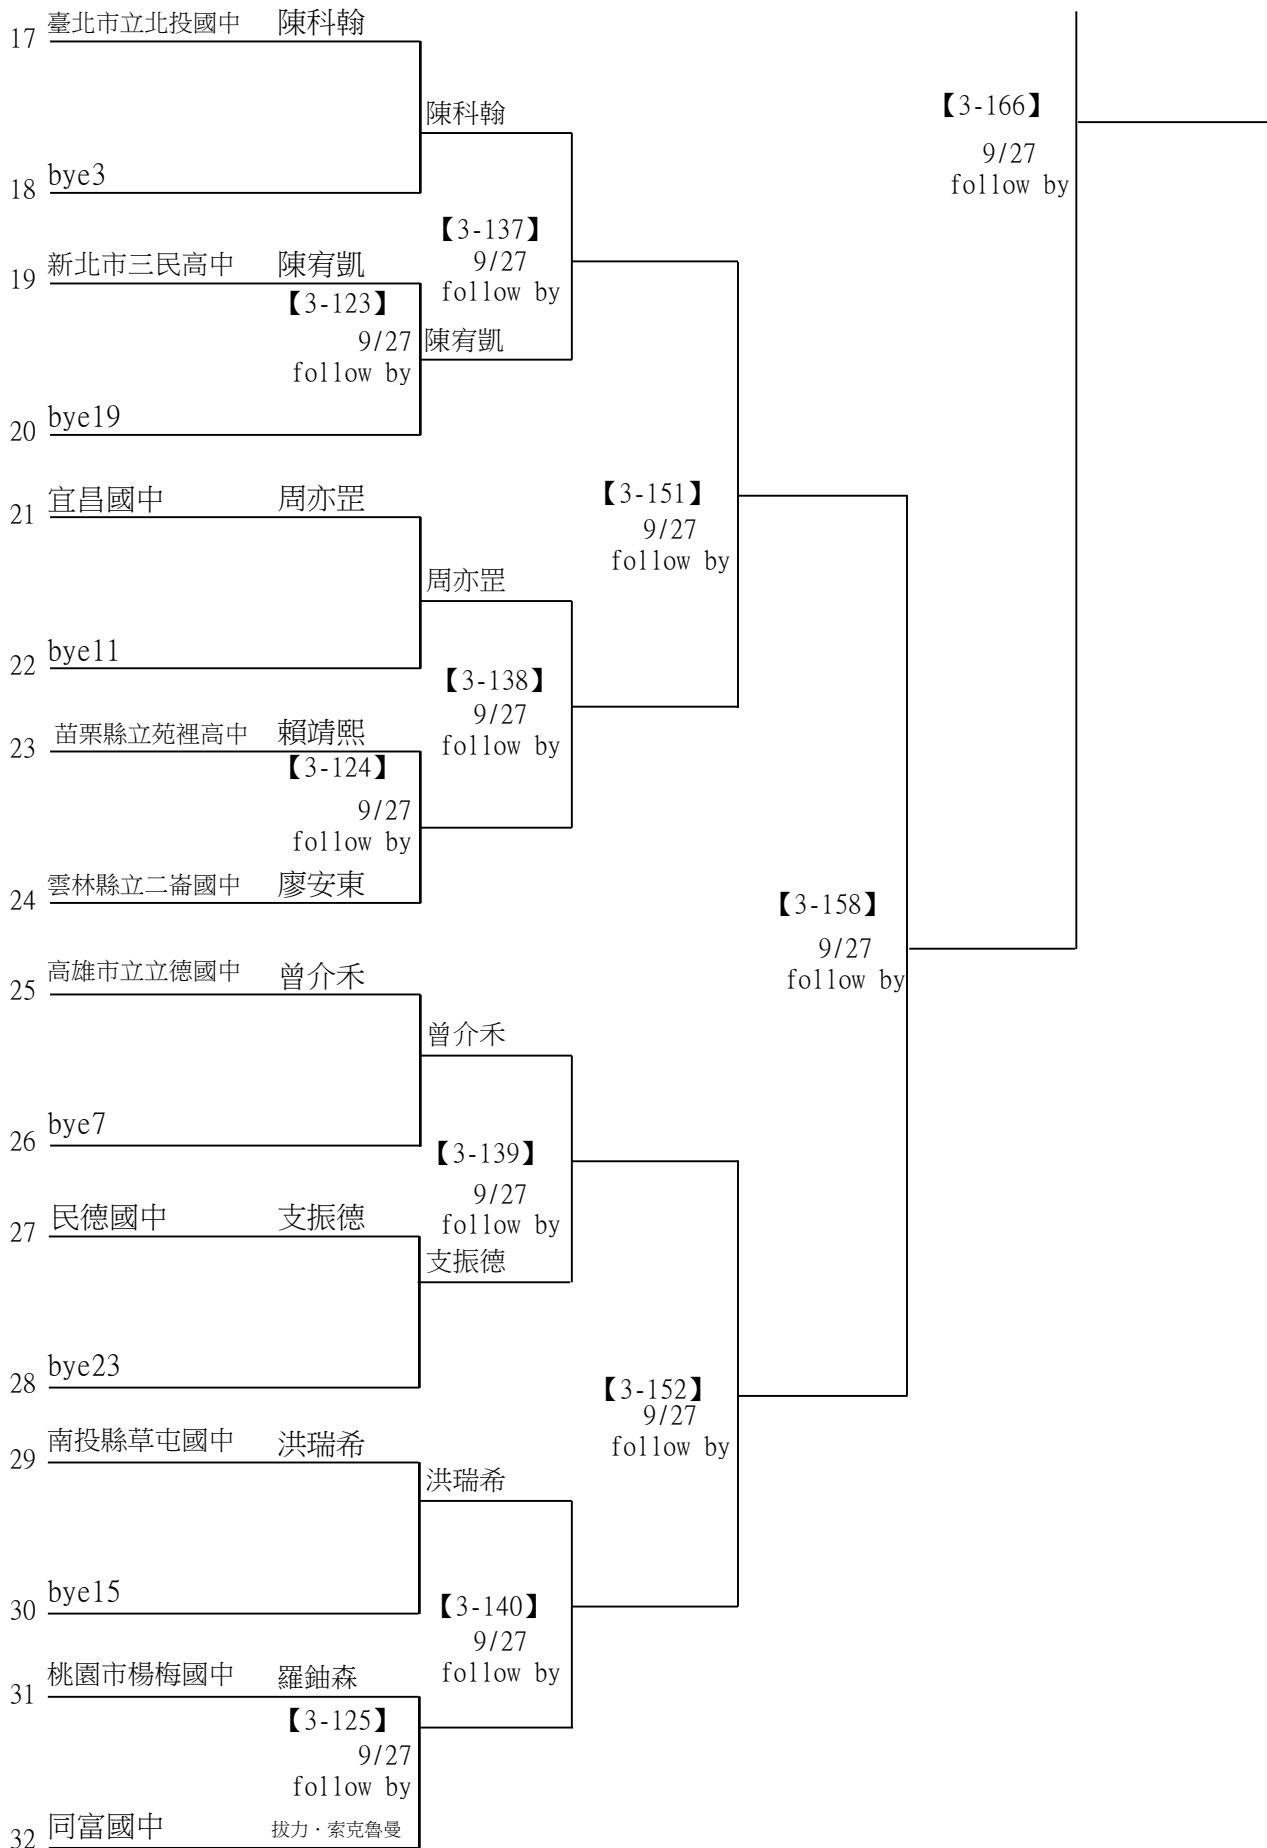 17 臺北市立北投國中 陳科翰
陳科翰
【3-166】
9/27
follow by
18 bye3
【3-137】
9/27
follow by
19 新北市三民高中 陳宥凱
【3-123】
9/27
follow by
陳宥凱
20 bye19
21 宜昌國中 周亦罡
【3-151】
9/27
follow by
周亦罡
22 bye11
【3-138】
9/27
follow by
23 苗栗縣立苑裡高中 賴靖熙
【3-124】
9/27
follow by
24 雲林縣立二崙國中 廖安東
【3-158】
9/27
follow by
25 高雄市立立德國中 曾介禾
曾介禾
26 bye7
【3-139】
9/27
follow by
27 民德國中 支振德
支振德
28 bye23
【3-152】
9/27
follow by
29 南投縣草屯國中 洪瑞希
洪瑞希
30 bye15
【3-140】
9/27
follow by
31 桃園市楊梅國中 羅鈾森
【3-125】
9/27
follow by
32 同富國中 拔力·索克魯曼